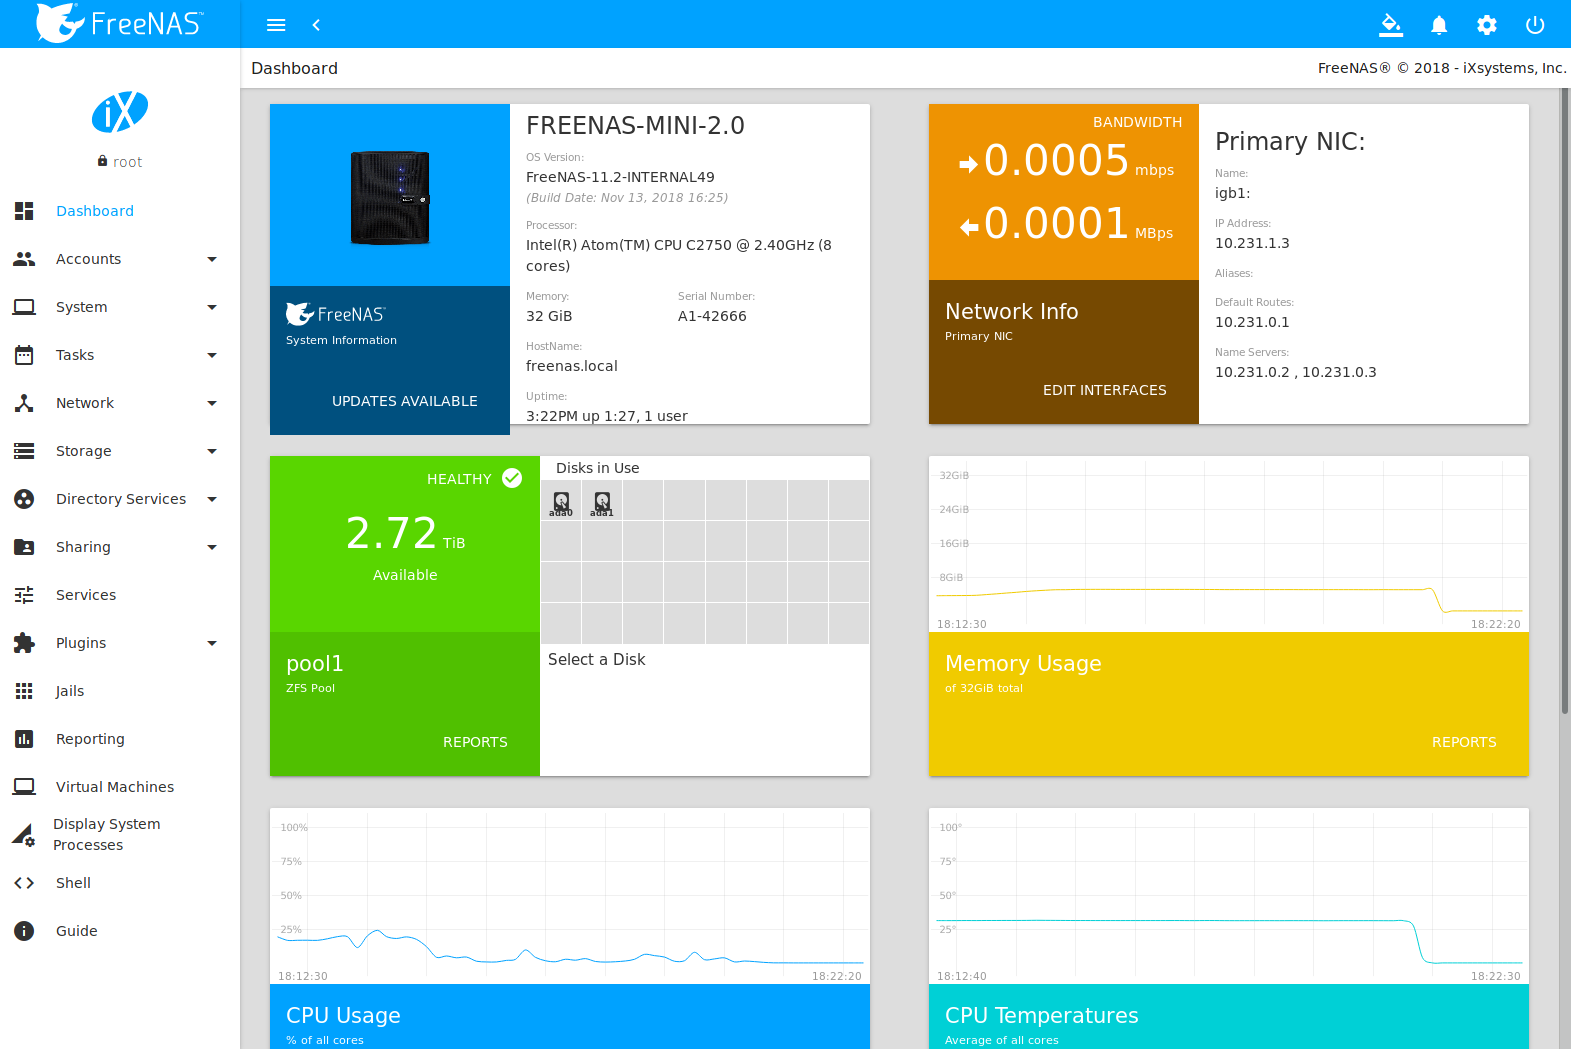 FreeNAS™
Dashboard
FreeNAS® © 2018 - iXsystems, Inc.
iX
root
Dashboard
Accounts
System
Tasks
Network
Storage
Directory Services
Sharing
Services
Plugins
Jails
Reporting
Virtual Machines
Display System
Processes
Shell
Guide
FreeNAS
System Information
UPDATES AVAILABLE
FREENAS-MINI-2.0
OS Version:
FreeNAS-11.2-INTERNAL49
(Build Date: Nov 13, 2018 16:25)
Processor:
Intel(R) Atom(TM) CPU C2750 @ 2.40GHz (8
cores)
Memory:
32 GiB
Serial Number:
A1-42666
HostName:
freenas.local
Uptime:
3:22PM up 1:27, 1 user
BANDWIDTH
0.0005 mbps
0.0001 MBps
Network Info
Primary NIC
EDIT INTERFACES
Primary NIC:
Name:
igb1:
IP Address:
10.231.1.3
Aliases:
Default Routes:
10.231.0.1
Name Servers:
10.231.0.2 , 10.231.0.3
HEALTHY
2.72 TiB
Available
pool1
ZFS Pool
REPORTS
Disks in Use
ada0 ada1
Select a Disk
32GiB
24GiB
16GiB
8GiB
18:12:30 18:22:20
Memory Usage
of 32GiB total
REPORTS
100%
75%
50%
25%
18:12:30 18:22:20
CPU Usage
% of all cores
100°
75°
50°
25°
18:12:40 18:22:30
CPU Temperatures
Average of all cores